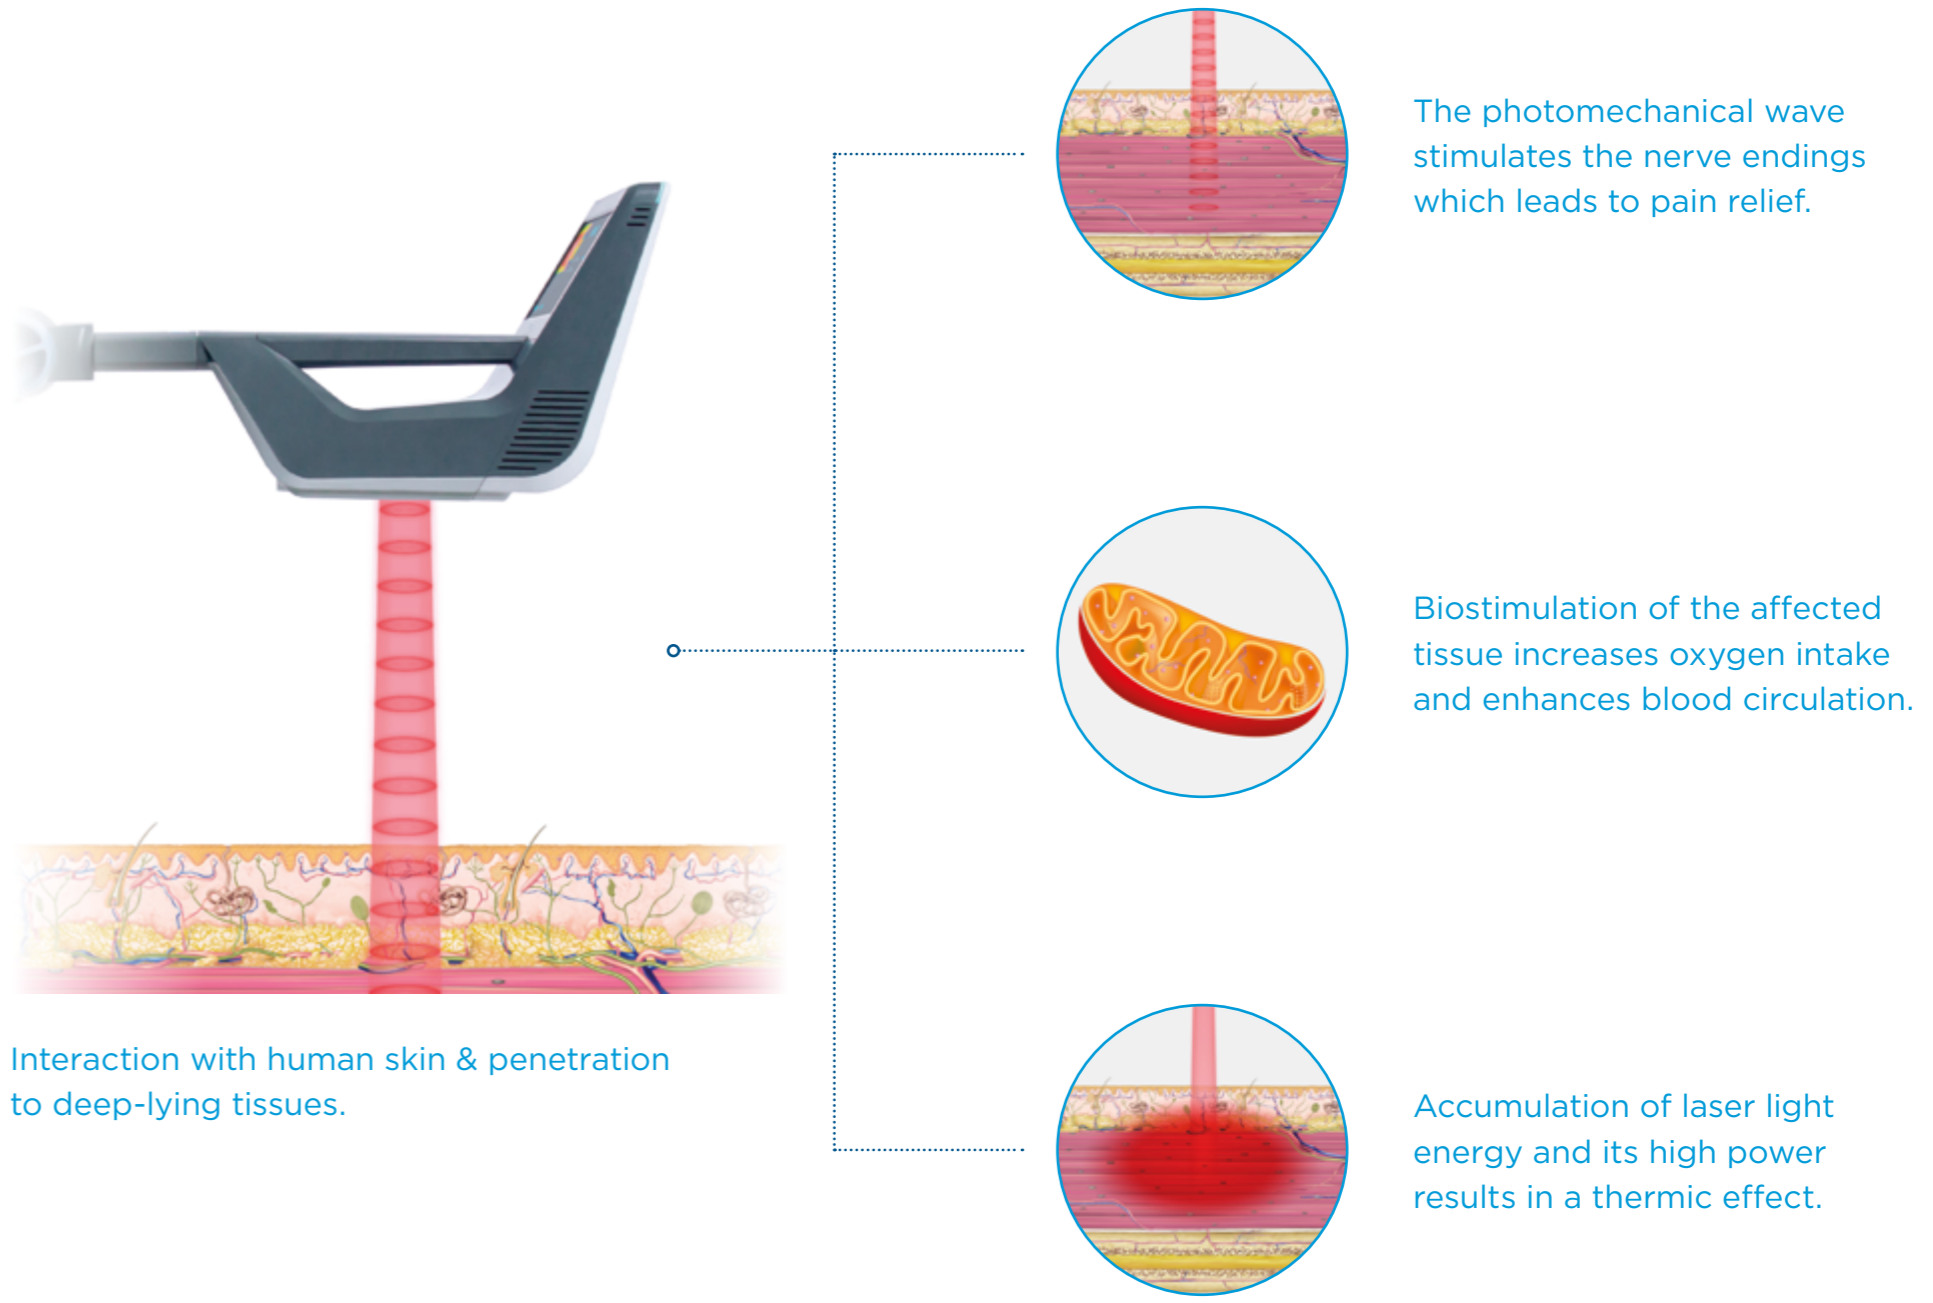 The photomechanical wave
stimulates the nerve endings
which leads to pain relief.
Biostimulation of the affected
tissue increases oxygen intake
and enhances blood circulation.
Interaction with human skin & penetration
to deep-lying tissues.
Accumulation of laser light
energy and its high power
results in a thermic effect.